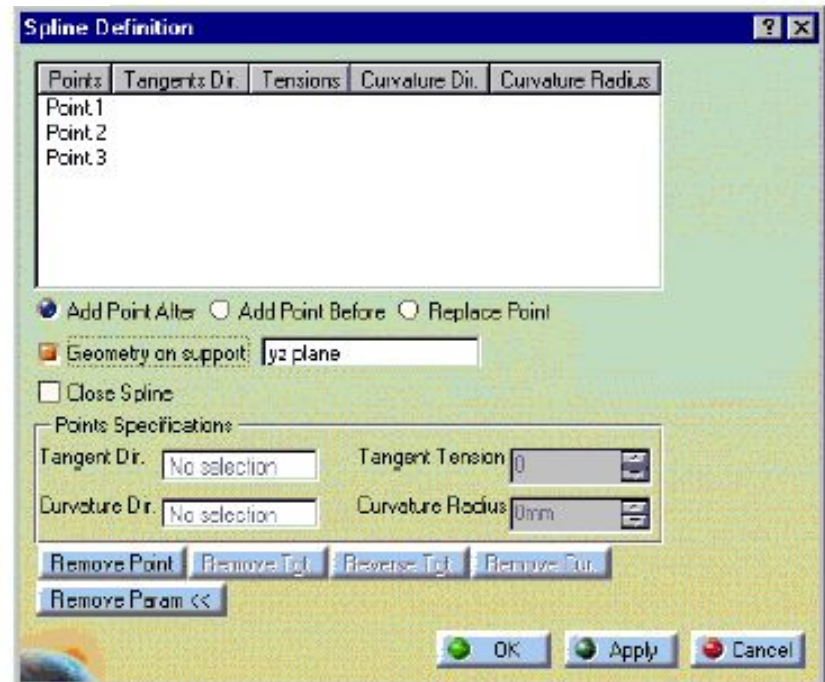 Spline Definition
Points Tangents Dir. Tensions Curvature Dir. Curvature Radius
Point.1
Point.2
Point.3
Add Point After Add Point Before Replace Point
Geometry on support yz plane
Close Spline
Points Specifications
Tangent Dir. No selection Tangent Tension 0
Curvature Dir. No selection Curvature Radius 0mm
Remove Point Remove Tgt. Reverse Tgt. Remove Cur.
Remove Param <<
OK Apply Cancel